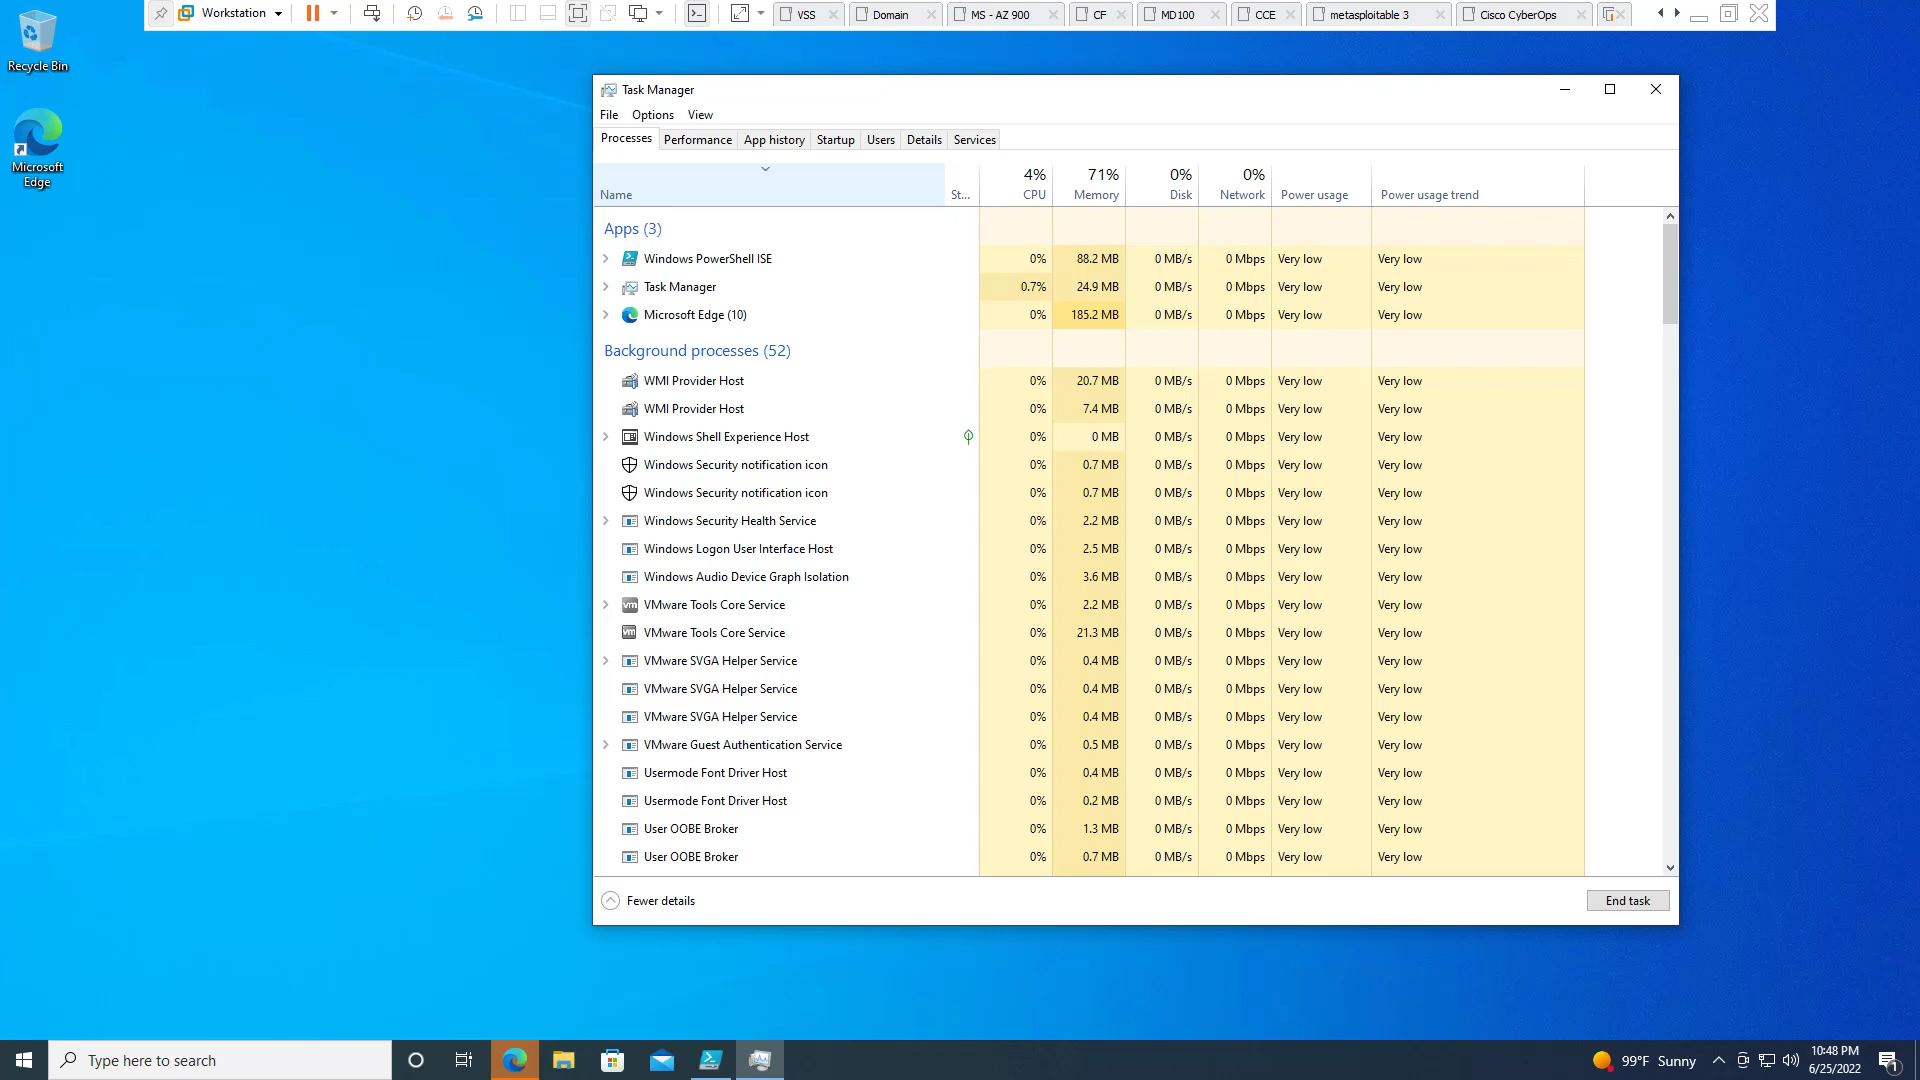 Workstation
VSS
Domain
MS - AZ 900
CF
MD100
CCE
metasploitable 3
Cisco CyberOps
Recycle Bin
Microsoft
Edge
Task Manager
File Options View
Processes Performance App history Startup Users Details Services
4% 71% 0% 0%
Name St... CPU Memory Disk Network Power usage Power usage trend
Apps (3)
Windows PowerShell ISE 0% 88.2 MB 0 MB/s 0 Mbps Very low Very low
Task Manager 0.7% 24.9 MB 0 MB/s 0 Mbps Very low Very low
Microsoft Edge (10) 0% 185.2 MB 0 MB/s 0 Mbps Very low Very low
Background processes (52)
WMI Provider Host 0% 20.7 MB 0 MB/s 0 Mbps Very low Very low
WMI Provider Host 0% 7.4 MB 0 MB/s 0 Mbps Very low Very low
Windows Shell Experience Host 0% 0 MB 0 MB/s 0 Mbps Very low Very low
Windows Security notification icon 0% 0.7 MB 0 MB/s 0 Mbps Very low Very low
Windows Security notification icon 0% 0.7 MB 0 MB/s 0 Mbps Very low Very low
Windows Security Health Service 0% 2.2 MB 0 MB/s 0 Mbps Very low Very low
Windows Logon User Interface Host 0% 2.5 MB 0 MB/s 0 Mbps Very low Very low
Windows Audio Device Graph Isolation 0% 3.6 MB 0 MB/s 0 Mbps Very low Very low
VMware Tools Core Service 0% 2.2 MB 0 MB/s 0 Mbps Very low Very low
VMware Tools Core Service 0% 21.3 MB 0 MB/s 0 Mbps Very low Very low
VMware SVGA Helper Service 0% 0.4 MB 0 MB/s 0 Mbps Very low Very low
VMware SVGA Helper Service 0% 0.4 MB 0 MB/s 0 Mbps Very low Very low
VMware SVGA Helper Service 0% 0.4 MB 0 MB/s 0 Mbps Very low Very low
VMware Guest Authentication Service 0% 0.5 MB 0 MB/s 0 Mbps Very low Very low
Usermode Font Driver Host 0% 0.4 MB 0 MB/s 0 Mbps Very low Very low
Usermode Font Driver Host 0% 0.2 MB 0 MB/s 0 Mbps Very low Very low
User OOBE Broker 0% 1.3 MB 0 MB/s 0 Mbps Very low Very low
User OOBE Broker 0% 0.7 MB 0 MB/s 0 Mbps Very low Very low
Fewer details
End task
Type here to search
99°F Sunny
10:48 PM
6/25/2022
1